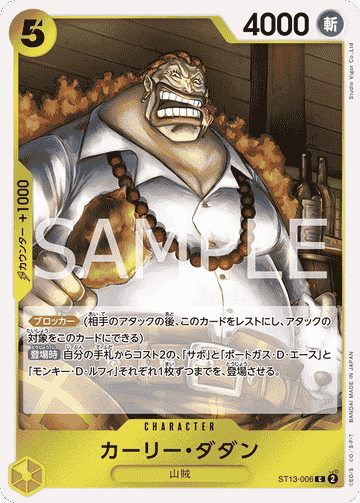 5
4000
斬
Studio Vigor Co.,Ltd
カウンター +1000
SAMPLE
ブロッカー (相手のアタックの後、このカードをレストにし、アタックの
対象をこのカードにできる)
登場時 自分の手札からコスト2の、「サボ」と「ポートガス・D・エース」と
「モンキー・D・ルフィ」それぞれ1枚ずつまでを、登場させる。
CHARACTER
カーリー・ダダン
山賊
ST13-006 C 2
©E.O/S. ©O./S・F・T BANDAI MADE IN JAPAN